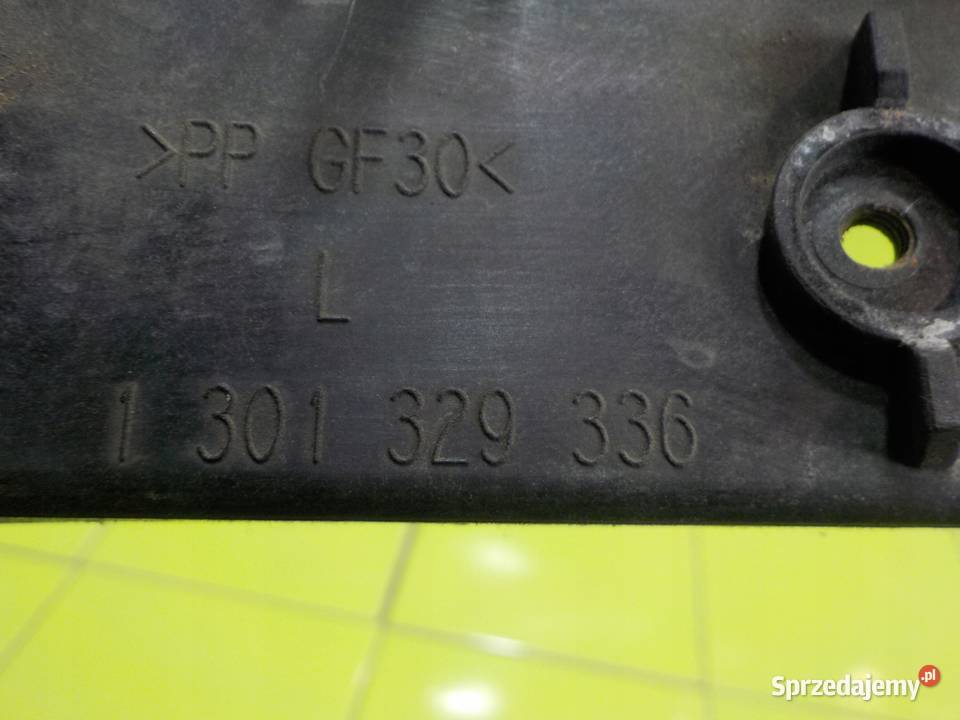 >PP GF30<
L
1 301 329 336
Sprzedajemy.pl